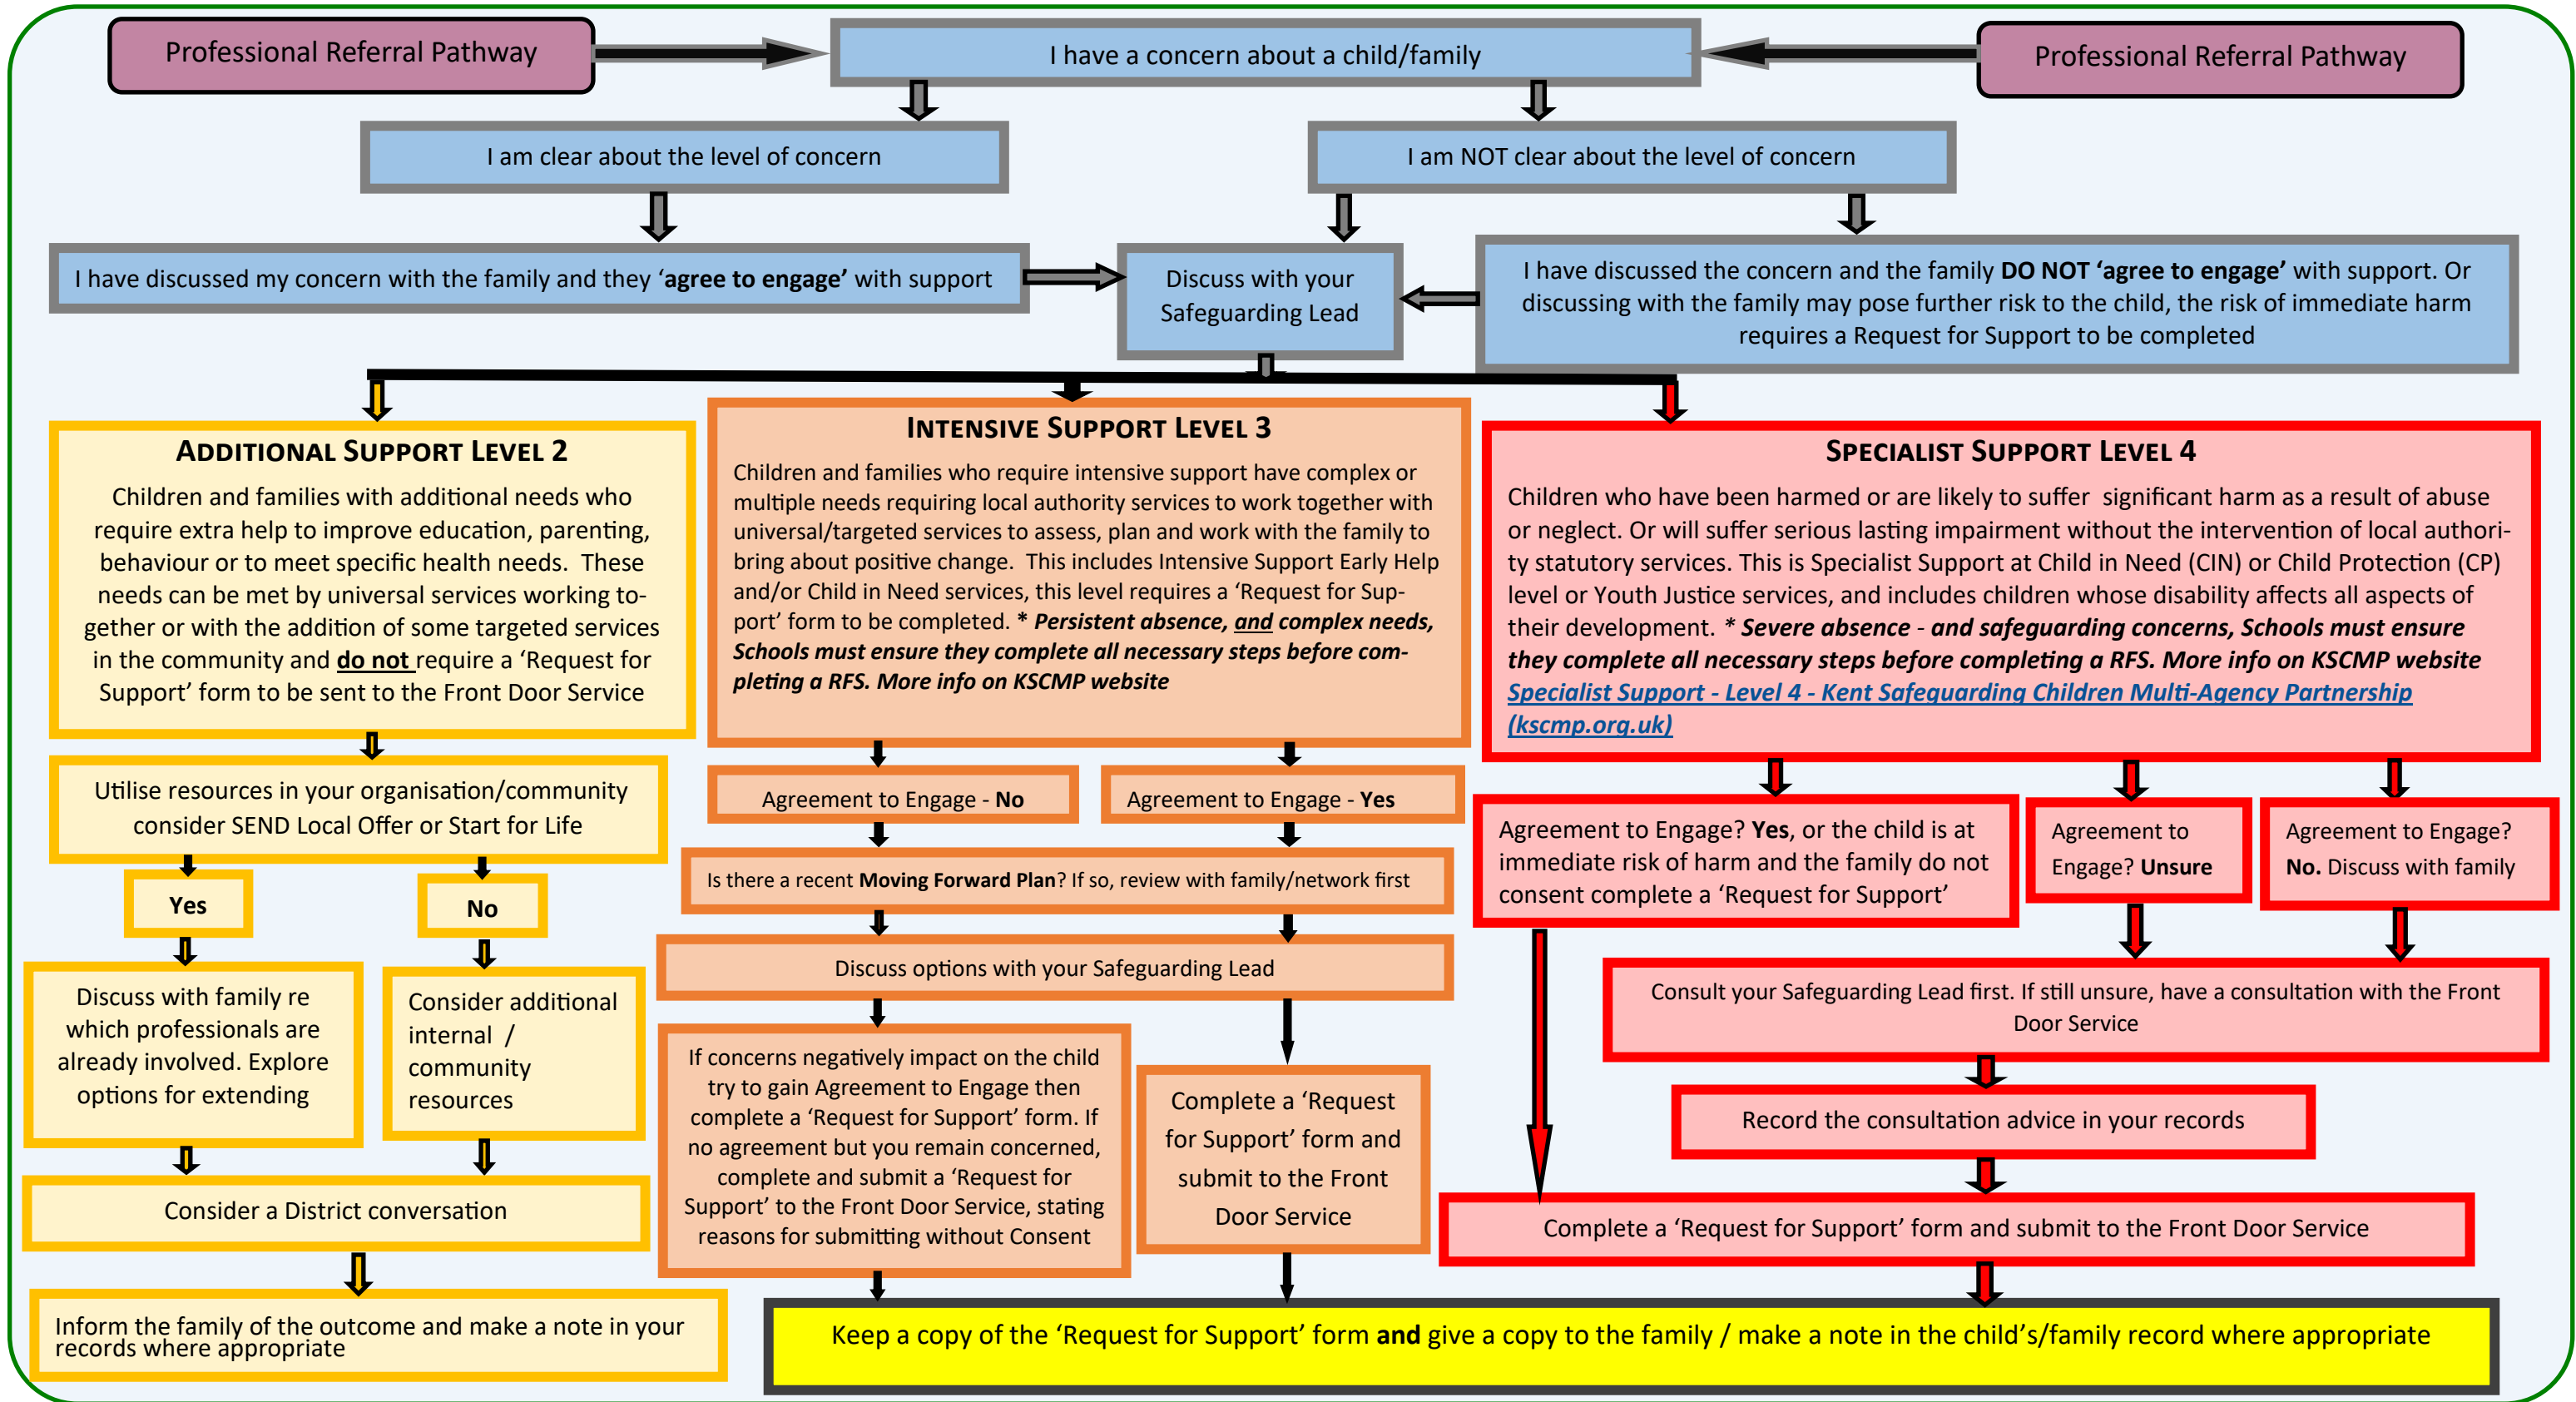 Professional Referral Pathway
I have a concern about a child/family
Professional Referral Pathway
I am clear about the level of concern
I am NOT clear about the level of concern
I have discussed my concern with the family and they ‘agree to engage’ with support
Discuss with your
Safeguarding Lead
I have discussed the concern and the family DO NOT ‘agree to engage’ with support. Or
discussing with the family may pose further risk to the child, the risk of immediate harm
requires a Request for Support to be completed
ADDITIONAL SUPPORT LEVEL 2
Children and families with additional needs who
require extra help to improve education, parenting,
behaviour or to meet specific health needs. These
needs can be met by universal services working to-
gether or with the addition of some targeted services
in the community and do not require a ‘Request for
Support’ form to be sent to the Front Door Service
INTENSIVE SUPPORT LEVEL 3
Children and families who require intensive support have complex or
multiple needs requiring local authority services to work together with
universal/targeted services to assess, plan and work with the family to
bring about positive change. This includes Intensive Support Early Help
and/or Child in Need services, this level requires a ‘Request for Sup-
port’ form to be completed. * Persistent absence, and complex needs,
Schools must ensure they complete all necessary steps before com-
pleting a RFS. More info on KSCMP website
SPECIALIST SUPPORT LEVEL 4
Children who have been harmed or are likely to suffer significant harm as a result of abuse
or neglect. Or will suffer serious lasting impairment without the intervention of local authori-
ty statutory services. This is Specialist Support at Child in Need (CIN) or Child Protection (CP)
level or Youth Justice services, and includes children whose disability affects all aspects of
their development. * Severe absence - and safeguarding concerns, Schools must ensure
they complete all necessary steps before completing a RFS. More info on KSCMP website
Specialist Support - Level 4 - Kent Safeguarding Children Multi-Agency Partnership
(kscmp.org.uk)
Utilise resources in your organisation/community
consider SEND Local Offer or Start for Life
Yes
No
Discuss with family re
which professionals are
already involved. Explore
options for extending
Consider additional
internal /
community
resources
Consider a District conversation
Inform the family of the outcome and make a note in your
records where appropriate
Agreement to Engage - No
Agreement to Engage - Yes
Is there a recent Moving Forward Plan? If so, review with family/network first
Discuss options with your Safeguarding Lead
If concerns negatively impact on the child
try to gain Agreement to Engage then
complete a ‘Request for Support’ form. If
no agreement but you remain concerned,
complete and submit a ‘Request for
Support’ to the Front Door Service, stating
reasons for submitting without Consent
Complete a ‘Request
for Support’ form and
submit to the Front
Door Service
Agreement to Engage? Yes, or the child is at
immediate risk of harm and the family do not
consent complete a ‘Request for Support’
Agreement to
Engage? Unsure
Agreement to Engage?
No. Discuss with family
Consult your Safeguarding Lead first. If still unsure, have a consultation with the Front
Door Service
Record the consultation advice in your records
Complete a ‘Request for Support’ form and submit to the Front Door Service
Keep a copy of the ‘Request for Support’ form and give a copy to the family / make a note in the child’s/family record where appropriate